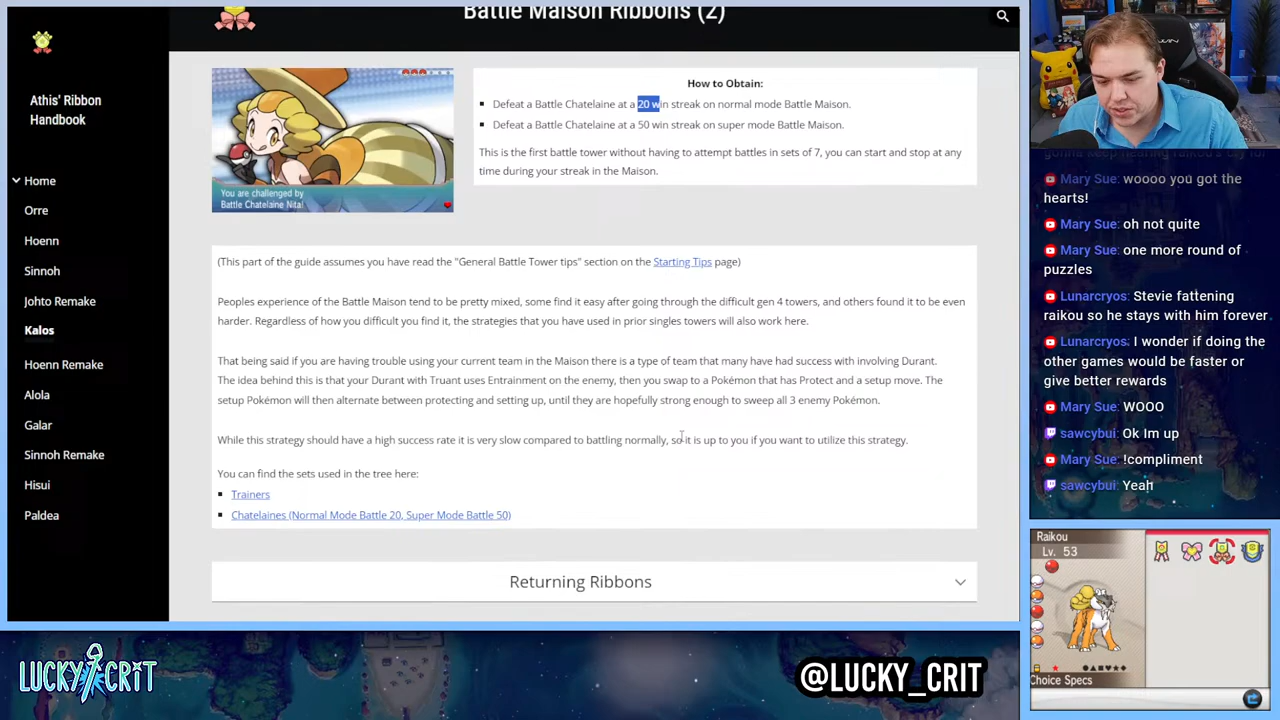 Battle Maison Ribbons (2)
Athis' Ribbon
Handbook
Home
Orre
Hoenn
Sinnoh
Johto Remake
Kalos
Hoenn Remake
Alola
Galar
Sinnoh Remake
Hisui
Paldea
You are challenged by
Battle Chatelaine Nita!
How to Obtain:
Defeat a Battle Chatelaine at a 20 win streak on normal mode Battle Maison.
Defeat a Battle Chatelaine at a 50 win streak on super mode Battle Maison.
This is the first battle tower without having to attempt battles in sets of 7, you can start and stop at any
time during your streak in the Maison.
(This part of the guide assumes you have read the "General Battle Tower tips" section on the Starting Tips page)
Peoples experience of the Battle Maison tend to be pretty mixed, some find it easy after going through the difficult gen 4 towers, and others found it to be even
harder. Regardless of how you difficult you find it, the strategies that you have used in prior singles towers will also work here.
That being said if you are having trouble using your current team in the Maison there is a type of team that many have had success with involving Durant.
The idea behind this is that your Durant with Truant uses Entrainment on the enemy, then you swap to a Pokémon that has Protect and a setup move. The
setup Pokémon will then alternate between protecting and setting up, until they are hopefully strong enough to sweep all 3 enemy Pokémon.
While this strategy should have a high success rate it is very slow compared to battling normally, so it is up to you if you want to utilize this strategy.
You can find the sets used in the tree here:
Trainers
Chatelaines (Normal Mode Battle 20, Super Mode Battle 50)
Returning Ribbons
Mary Sue: woooo you got the
hearts!
Mary Sue: oh not quite
Mary Sue: one more round of
puzzles
Lunarcryos: Stevie fattening
raikou so he stays with him forever
Lunarcryos: I wonder if doing the
other games would be faster or
give better rewards
Mary Sue: WOOO
sawcybui: Ok Im up
Mary Sue: !compliment
sawcybui: Yeah
Raikou
Lv. 53
Choice Specs
LUCKY CRIT
@LUCKY_CRIT